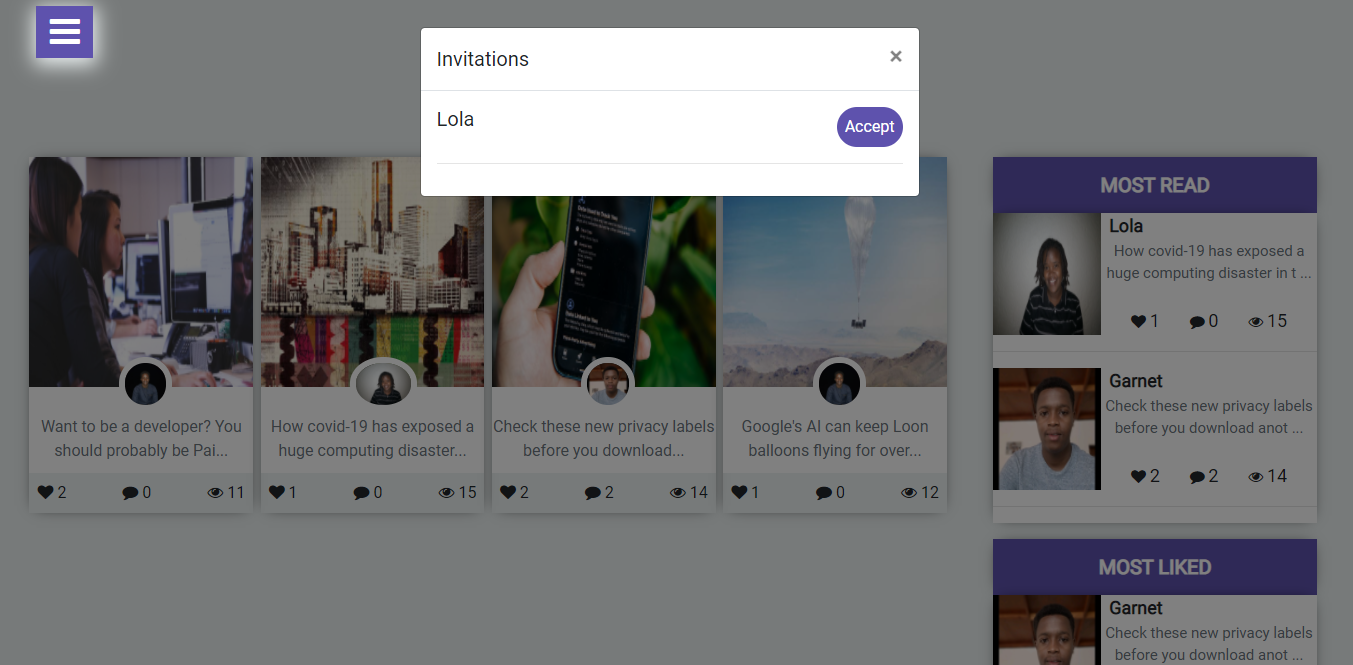 Invitations
×
Lola
Accept
Want to be a developer? You
should probably be Pai...
2
0
11
How covid-19 has exposed a
huge computing disaster...
1
0
15
Check these new privacy labels
before you download...
2
2
14
Google's AI can keep Loon
balloons flying for over...
1
0
12
MOST READ
Lola
How covid-19 has exposed a
huge computing disaster in t ...
1
0
15
Garnet
Check these new privacy labels
before you download anot ...
2
2
14
MOST LIKED
Garnet
Check these new privacy labels
before you download anot ...